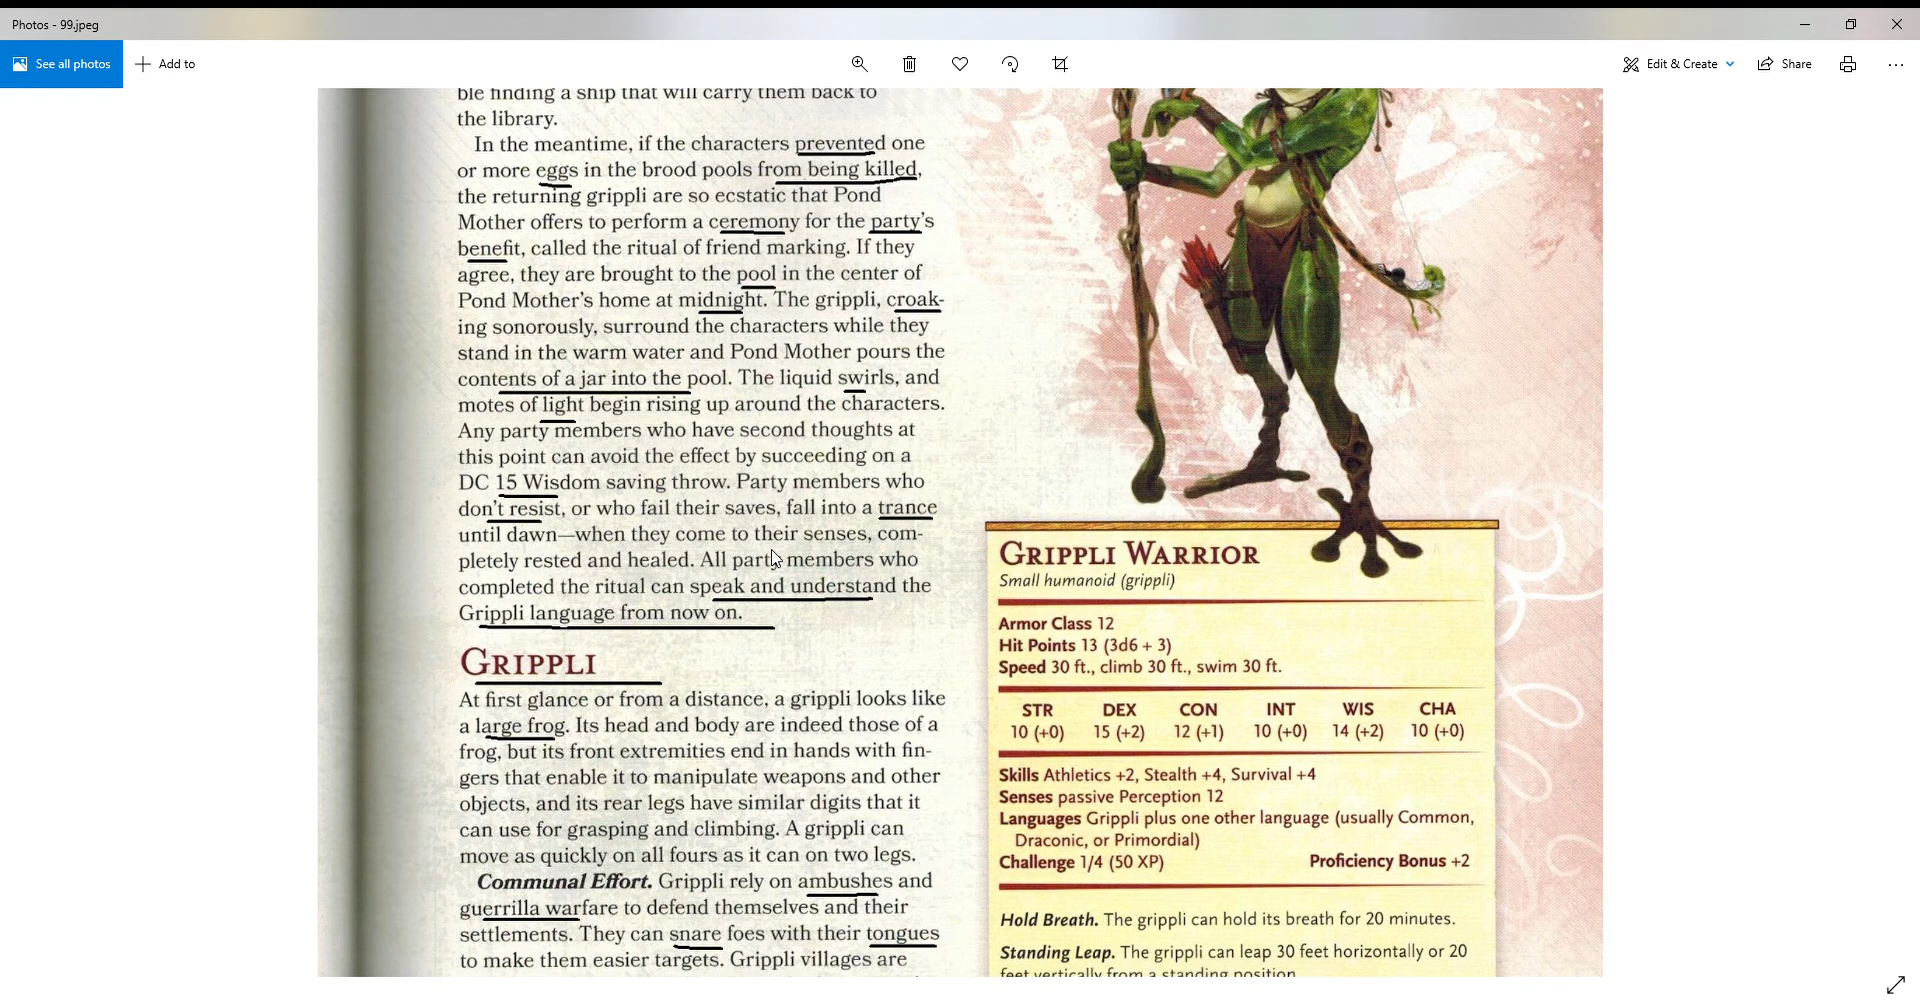 Photos - 99.jpeg
See all photos
Add to
Edit & Create
Share
ble finding a ship that will carry them back to
the library.
In the meantime, if the characters prevented one
or more eggs in the brood pools from being killed,
the returning grippli are so ecstatic that Pond
Mother offers to perform a ceremony for the party's
benefit, called the ritual of friend marking. If they
agree, they are brought to the pool in the center of
Pond Mother's home at midnight. The grippli, croak-
ing sonorously, surround the characters while they
stand in the warm water and Pond Mother pours the
contents of a jar into the pool. The liquid swirls, and
motes of light begin rising up around the characters.
Any party members who have second thoughts at
this point can avoid the effect by succeeding on a
DC 15 Wisdom saving throw. Party members who
don't resist, or who fail their saves, fall into a trance
until dawn—when they come to their senses, com-
pletely rested and healed. All party members who
completed the ritual can speak and understand the
Grippli language from now on.
GRIPPLI
At first glance or from a distance, a grippli looks like
a large frog. Its head and body are indeed those of a
frog, but its front extremities end in hands with fin-
gers that enable it to manipulate weapons and other
objects, and its rear legs have similar digits that it
can use for grasping and climbing. A grippli can
move as quickly on all fours as it can on two legs.
Communal Effort. Grippli rely on ambushes and
guerrilla warfare to defend themselves and their
settlements. They can snare foes with their tongues
to make them easier targets. Grippli villages are
GRIPPLI WARRIOR
Small humanoid (grippli)
Armor Class 12
Hit Points 13 (3d6 + 3)
Speed 30 ft., climb 30 ft., swim 30 ft.
STR DEX CON INT WIS CHA
10 (+0) 15 (+2) 12 (+1) 10 (+0) 14 (+2) 10 (+0)
Skills Athletics +2, Stealth +4, Survival +4
Senses passive Perception 12
Languages Grippli plus one other language (usually Common,
Draconic, or Primordial)
Challenge 1/4 (50 XP) Proficiency Bonus +2
Hold Breath. The grippli can hold its breath for 20 minutes.
Standing Leap. The grippli can leap 30 feet horizontally or 20
feet vertically from a standing position